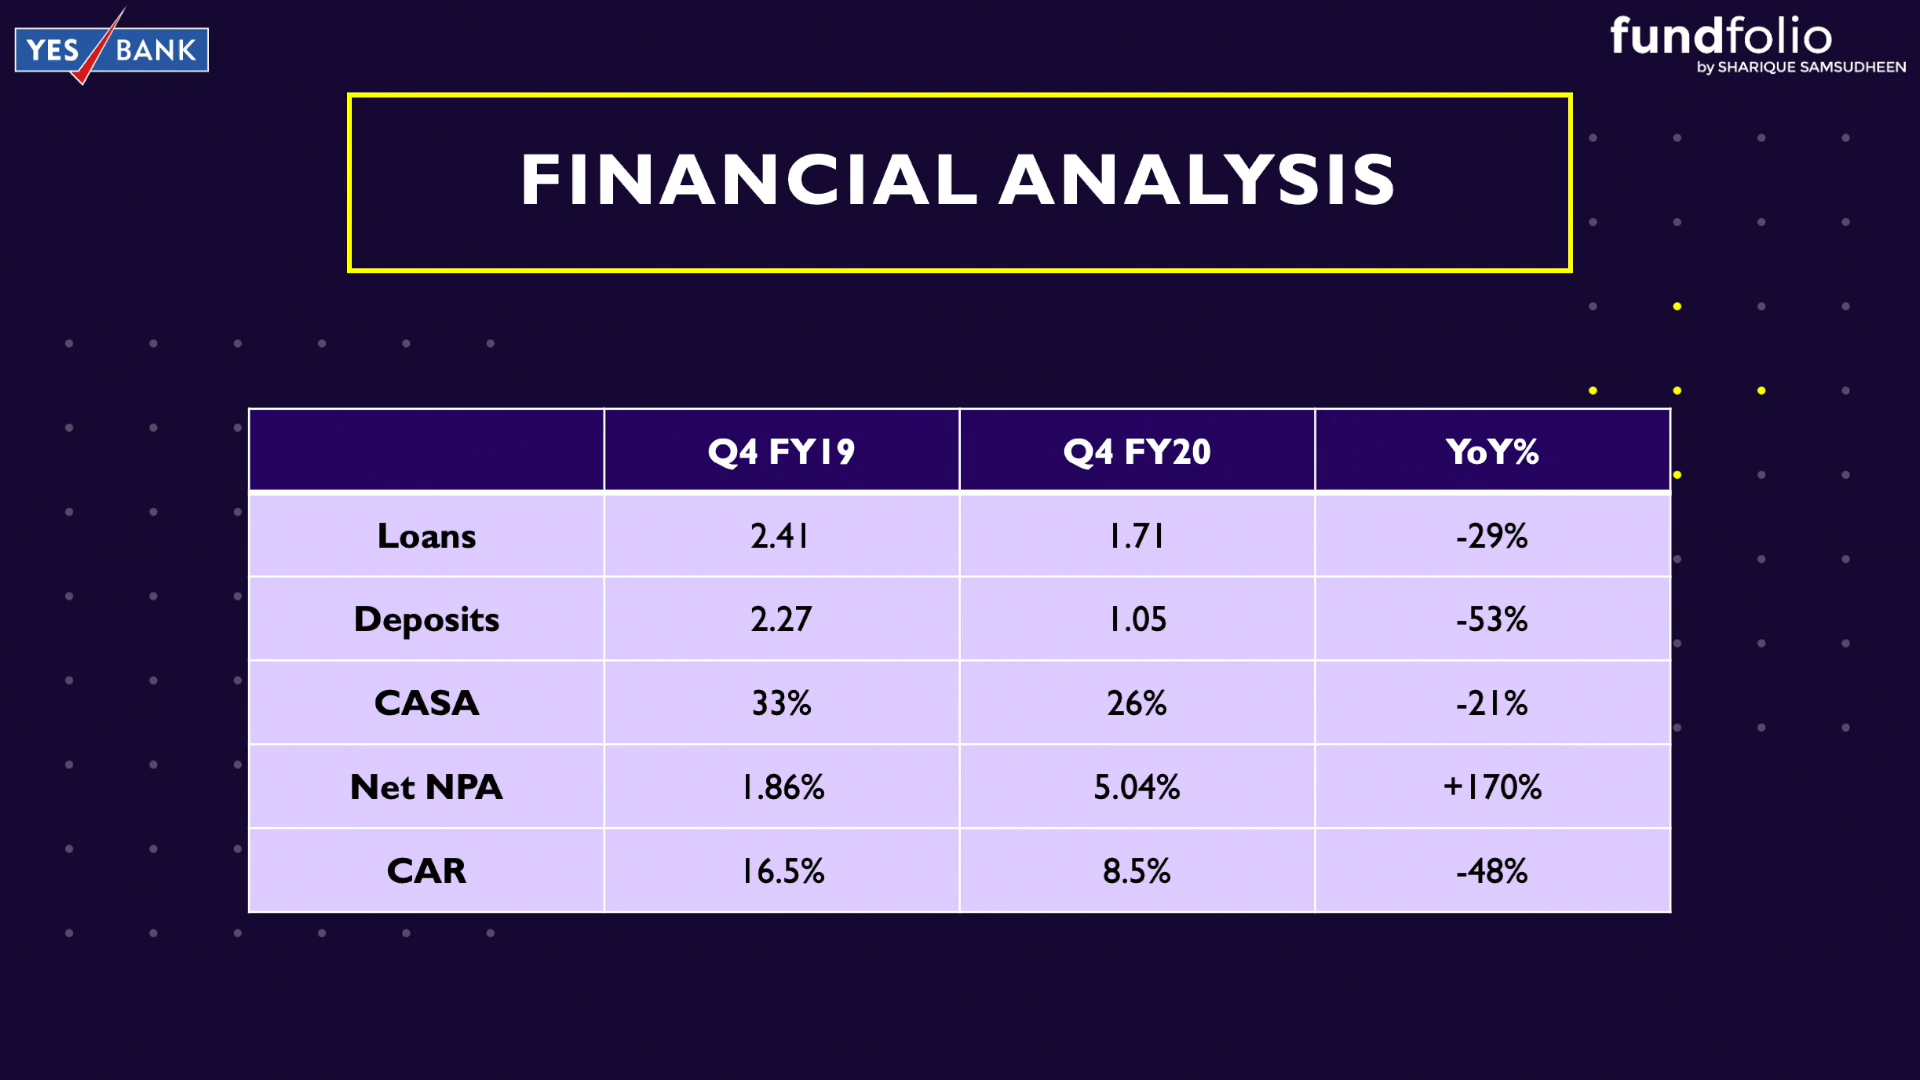 YES BANK
fundfolio
by SHARIQUE SAMSUDHEEN
FINANCIAL ANALYSIS
Q4 FY19 Q4 FY20 YoY%
Loans 2.41 1.71 -29%
Deposits 2.27 1.05 -53%
CASA 33% 26% -21%
Net NPA 1.86% 5.04% +170%
CAR 16.5% 8.5% -48%